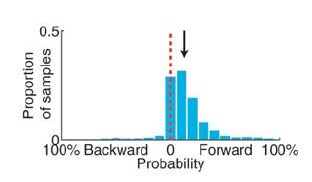 0.5
Proportion
of samples
0
100% Backward 0 Forward 100%
Probability